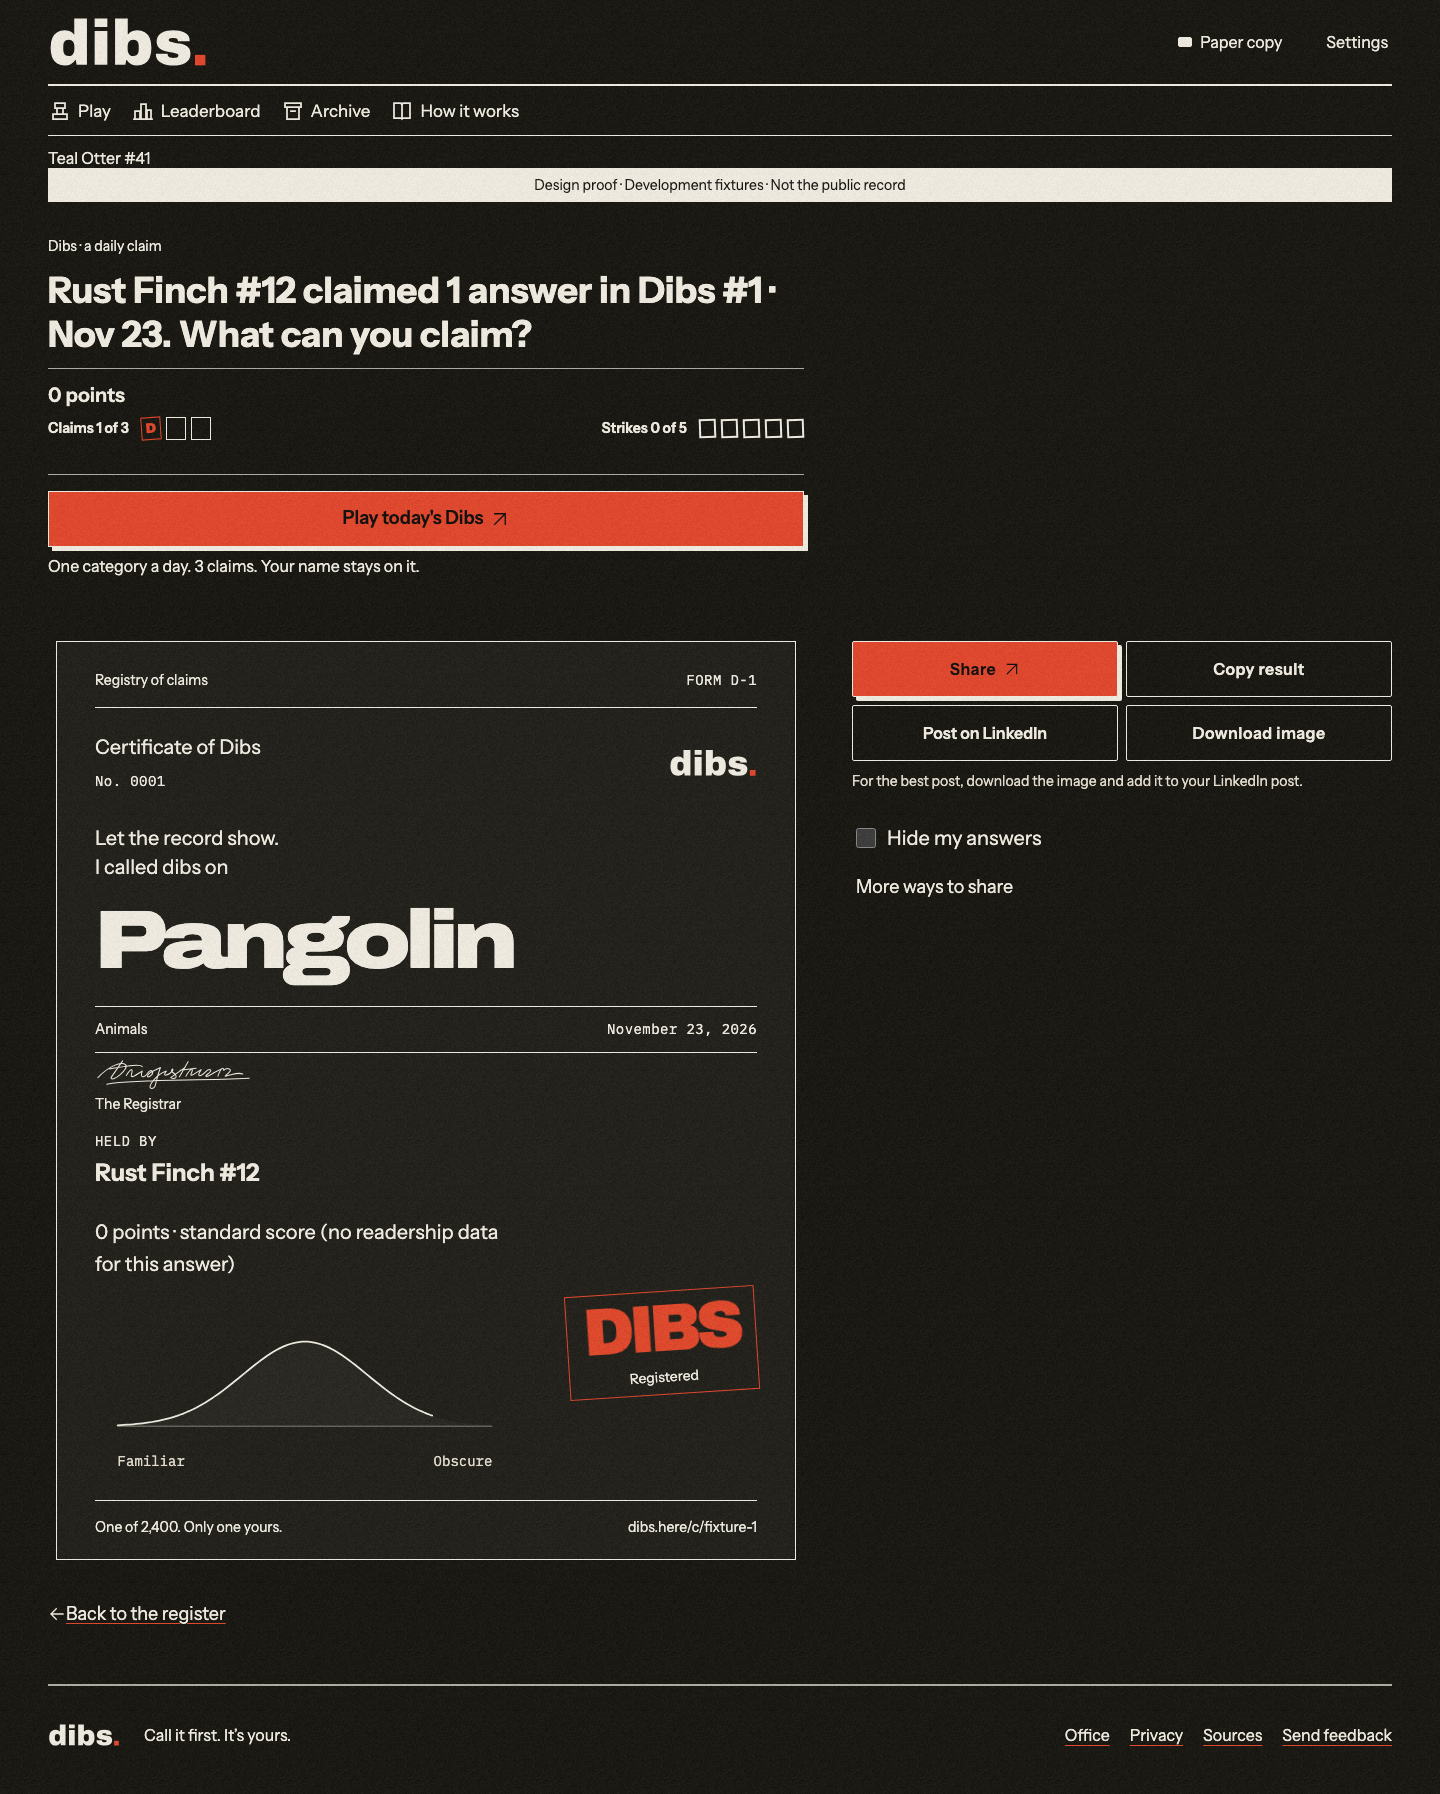 dibs.
Paper copy
Settings
Play
Leaderboard
Archive
How it works
Teal Otter #41
Design proof · Development fixtures · Not the public record
Dibs · a daily claim
Rust Finch #12 claimed 1 answer in Dibs #1 ·
Nov 23. What can you claim?
0 points
Claims 1 of 3
D
Strikes 0 of 5
Play today's Dibs
One category a day. 3 claims. Your name stays on it.
Registry of claims
FORM D-1
Certificate of Dibs
No. 0001
dibs.
Let the record show.
I called dibs on
Pangolin
Animals
November 23, 2026
The Registrar
HELD BY
Rust Finch #12
0 points · standard score (no readership data
for this answer)
DIBS
Registered
Familiar
Obscure
One of 2,400. Only one yours.
dibs.here/c/fixture-1
Share
Copy result
Post on LinkedIn
Download image
For the best post, download the image and add it to your LinkedIn post.
Hide my answers
More ways to share
←Back to the register
dibs.
Call it first. It's yours.
Office
Privacy
Sources
Send feedback